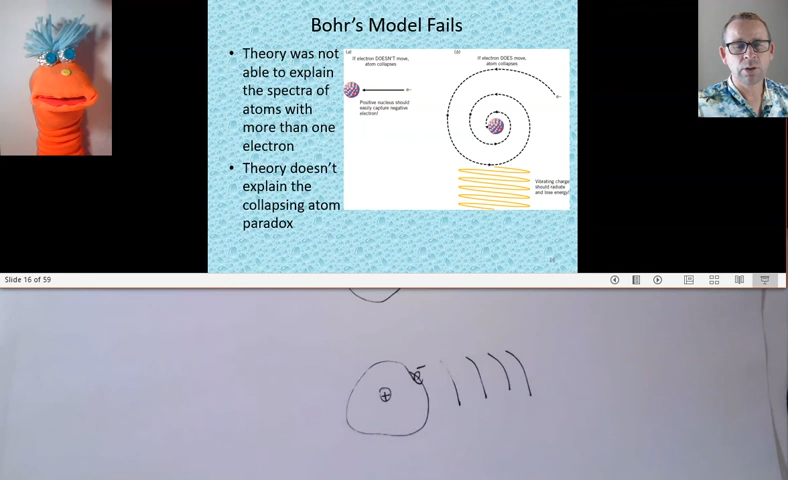 Bohr's Model Fails
• Theory was not
able to explain
the spectra of
atoms with
more than one
electron
• Theory doesn't
explain the
collapsing atom
paradox
(a)
If electron DOESN'T move,
atom collapses
e-
Positive nucleus should
easily capture negative
electron!
(b)
If electron DOES move,
atom collapses
e-
Vibrating charge
should radiate
and lose energy!
Slide 16 of 59
+